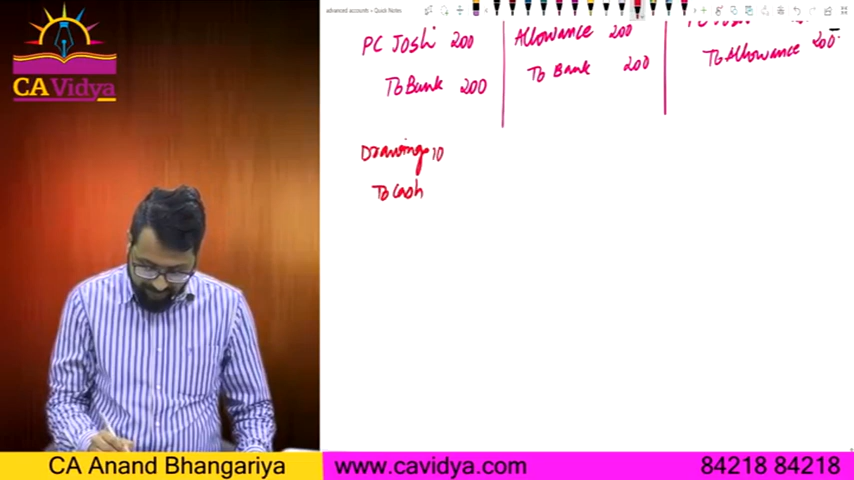 CA Vidya
advanced accounts • Quick Notes
PC Joshi 200
To Bank 200
Allowance 200
To Bank 200
To Allowance 200
Drawings 10
To Cash
CA Anand Bhangariya
www.cavidya.com
84218 84218